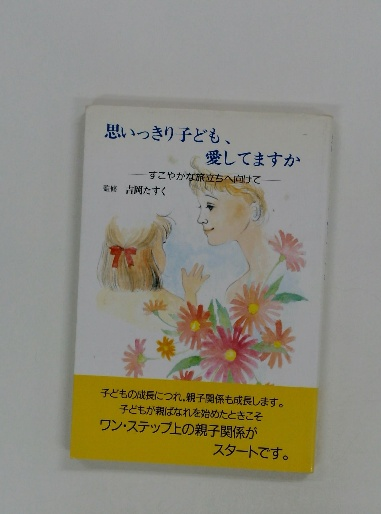 思いっきり子ども、
愛してますか
―すこやかな旅立ちへ向けて―
監修 吉岡たすく
子どもの成長につれ、親子関係も成長します。
子どもが親ばなれを始めたときこそ
ワン・ステップ上の親子関係が
スタートです。